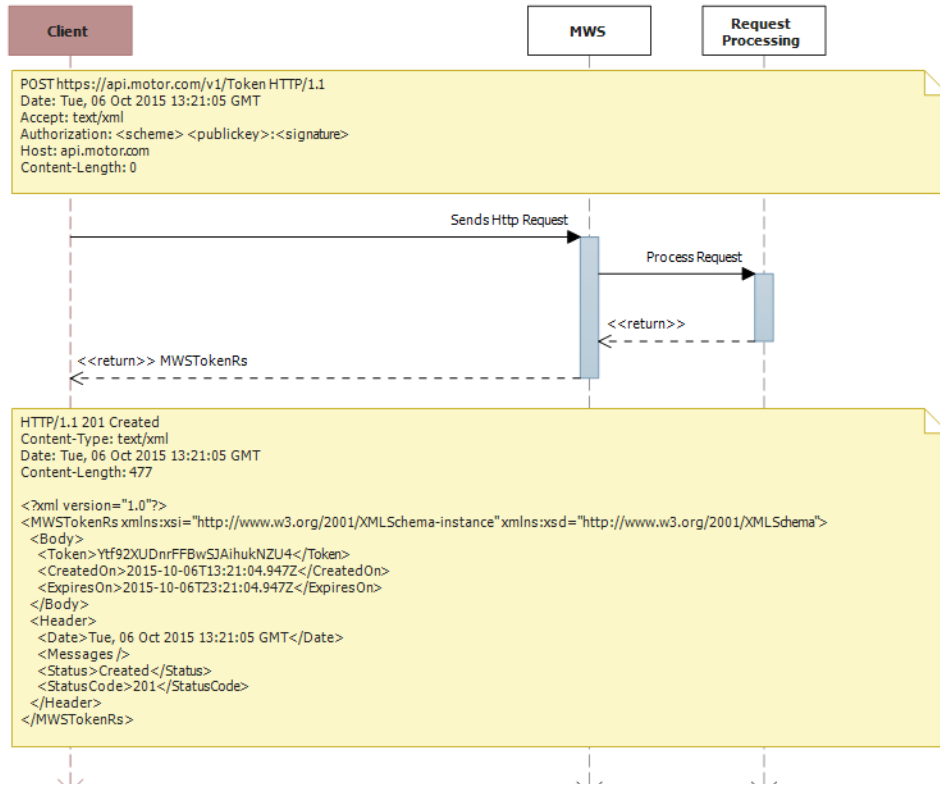 Client
MWS
Request
Processing
POST https://api.motor.com/v1/Token HTTP/1.1
Date: Tue, 06 Oct 2015 13:21:05 GMT
Accept: text/xml
Authorization: <scheme> <publickey>:<signature>
Host: api.motor.com
Content-Length: 0
Sends Http Request
Process Request
<<return>>
<<return>> MWSTokenRs
HTTP/1.1 201 Created
Content-Type: text/xml
Date: Tue, 06 Oct 2015 13:21:05 GMT
Content-Length: 477
<?xml version="1.0"?>
<MWSTokenRs xmlns:xsi="http://www.w3.org/2001/XMLSchema-instance" xmlns:xsd="http://www.w3.org/2001/XMLSchema">
<Body>
<Token>Ytf92XUDnrFFBwSJAihukNZU4</Token>
<CreatedOn>2015-10-06T13:21:04.947Z</CreatedOn>
<ExpiresOn>2015-10-06T23:21:04.947Z</ExpiresOn>
</Body>
<Header>
<Date>Tue, 06 Oct 2015 13:21:05 GMT</Date>
<Messages />
<Status>Created</Status>
<StatusCode>201</StatusCode>
</Header>
</MWSTokenRs>